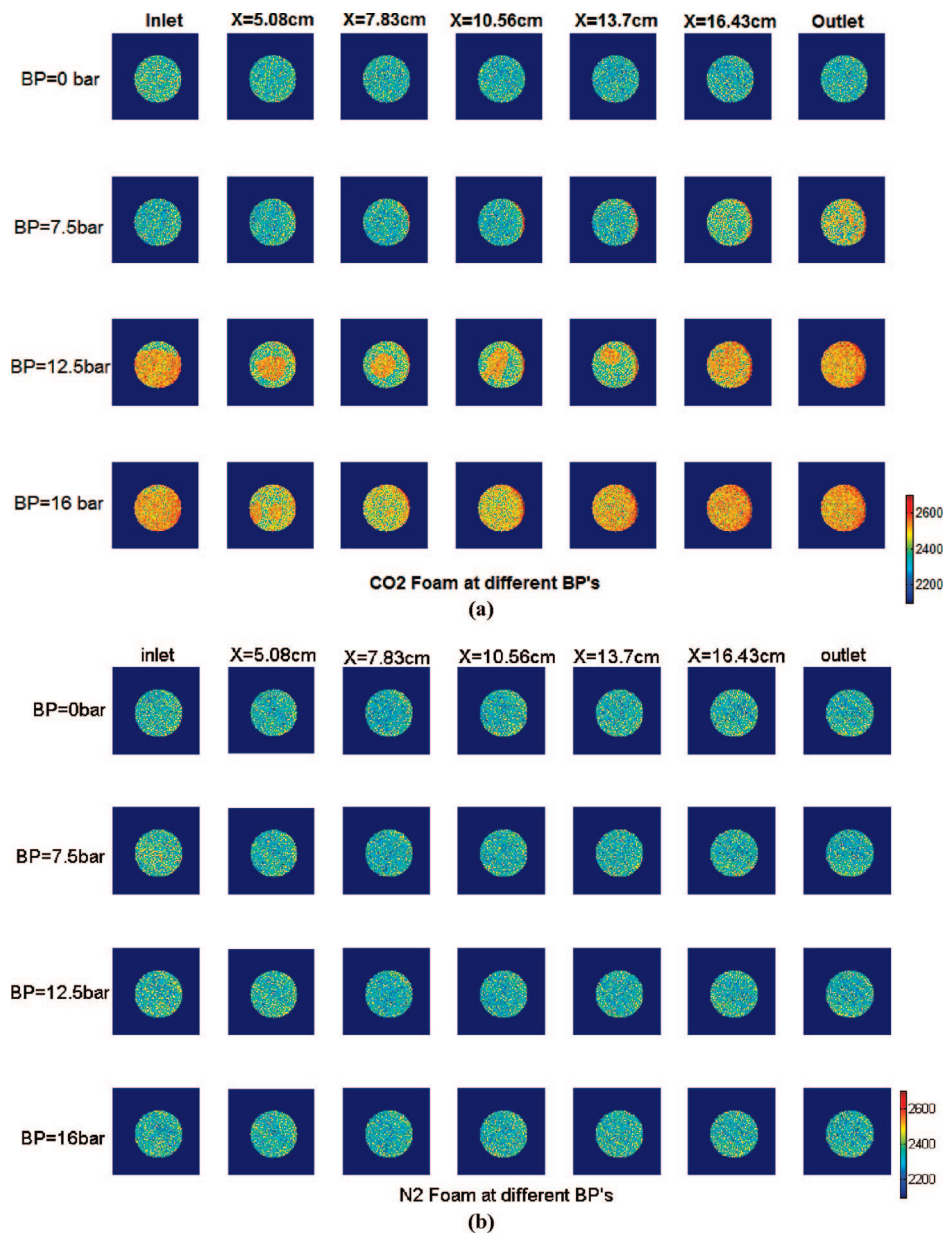 Inlet X=5.08cm X=7.83cm X=10.56cm X=13.7cm X=16.43cm Outlet
BP=0 bar
BP=7.5bar
BP=12.5bar
BP=16 bar
2600
2400
2200
CO2 Foam at different BP's
(a)
inlet X=5.08cm X=7.83cm X=10.56cm X=13.7cm X=16.43cm outlet
BP=0bar
BP=7.5bar
BP=12.5bar
BP=16bar
2600
2400
2200
N2 Foam at different BP's
(b)